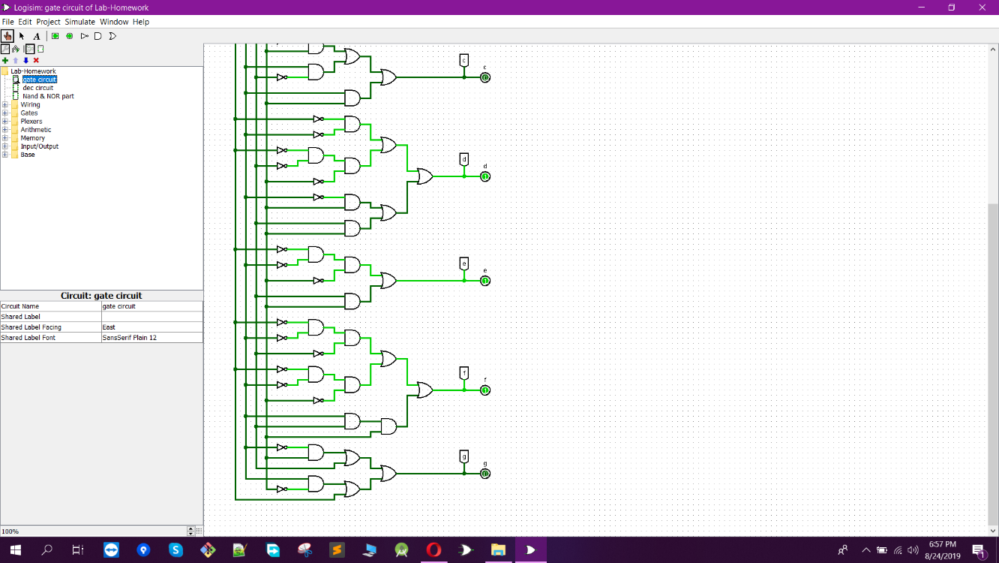 Logisim: gate circuit of Lab-Homework
File Edit Project Simulate Window Help
A
Lab-Homework
gate circuit
dec circuit
Nand & NOR part
Wiring
Gates
Plexers
Arithmetic
Memory
Input/Output
Base
Circuit: gate circuit
Circuit Name gate circuit
Shared Label
Shared Label Facing East
Shared Label Font SansSerif Plain 12
100%
c
c
d
d
1
e
e
1
f
f
1
g
g
6:57 PM
8/24/2019
1